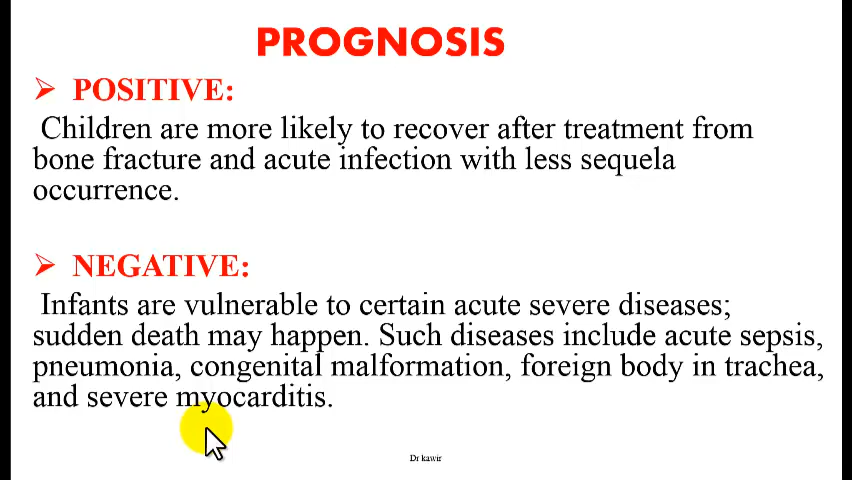 PROGNOSIS
POSITIVE:
Children are more likely to recover after treatment from
bone fracture and acute infection with less sequela
occurrence.
NEGATIVE:
Infants are vulnerable to certain acute severe diseases;
sudden death may happen. Such diseases include acute sepsis,
pneumonia, congenital malformation, foreign body in trachea,
and severe myocarditis.
Dr kawir